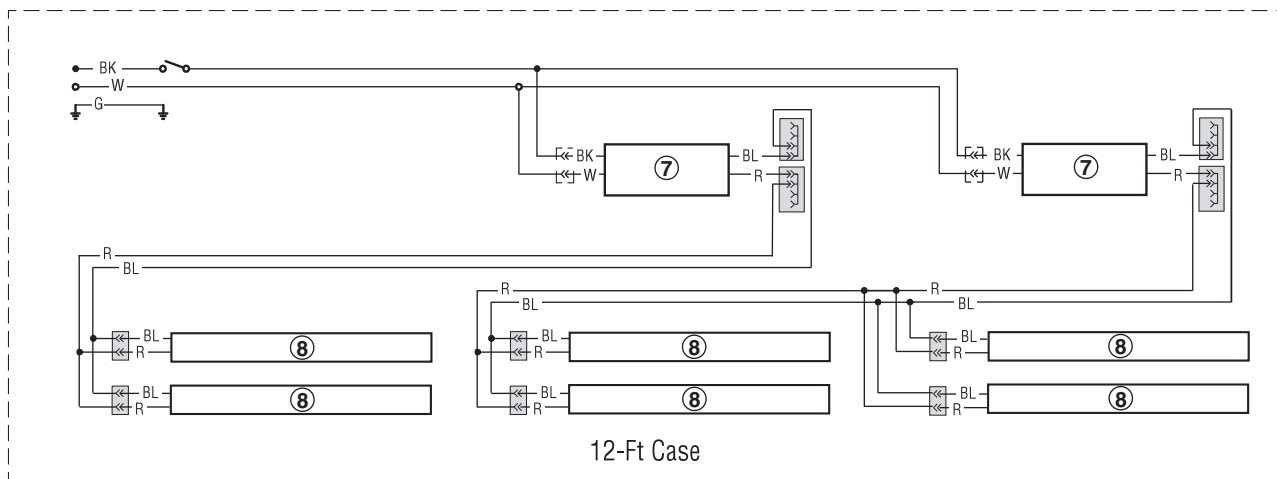 BK
W
G
BK ⑦ BL BK ⑦ BL
W R W R
R
BL
R R
BL BL
BL ⑧ BL ⑧ BL ⑧
R R R
BL ⑧ BL ⑧ BL ⑧
R R R
12-Ft Case